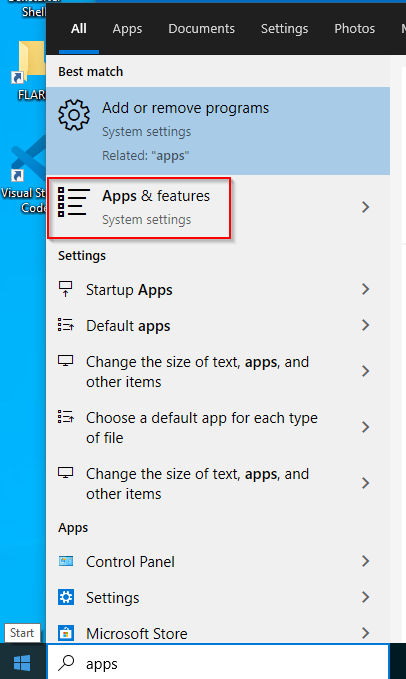 Shell
FLAR
Visual St
Code
All Apps Documents Settings Photos
Best match
Add or remove programs
System settings
Related: "apps"
Apps & features
System settings
Settings
Startup Apps
Default apps
Change the size of text, apps, and
other items
Choose a default app for each type
of file
Change the size of text, apps, and
other items
Apps
Control Panel
Settings
Microsoft Store
Start
apps